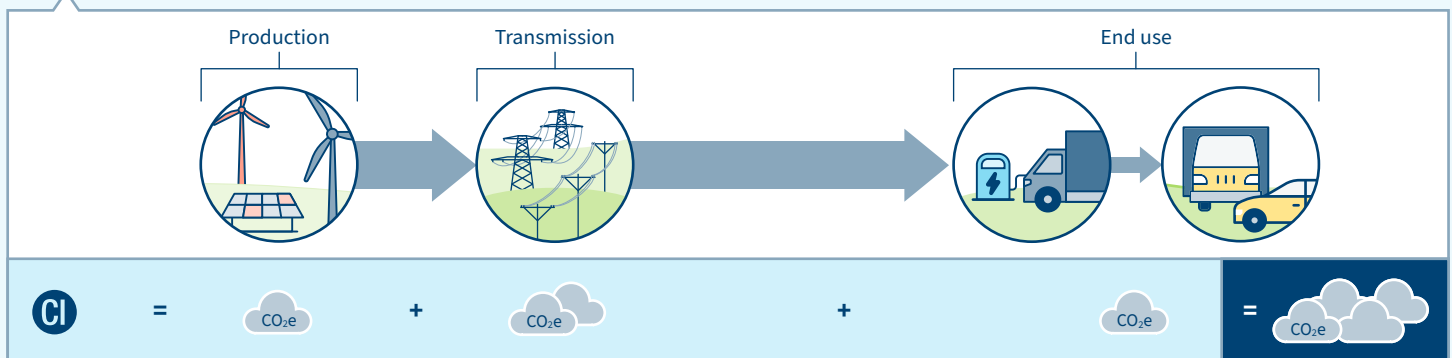 Production
Transmission
End use
CI = CO₂e + CO₂e + CO₂e = CO₂e